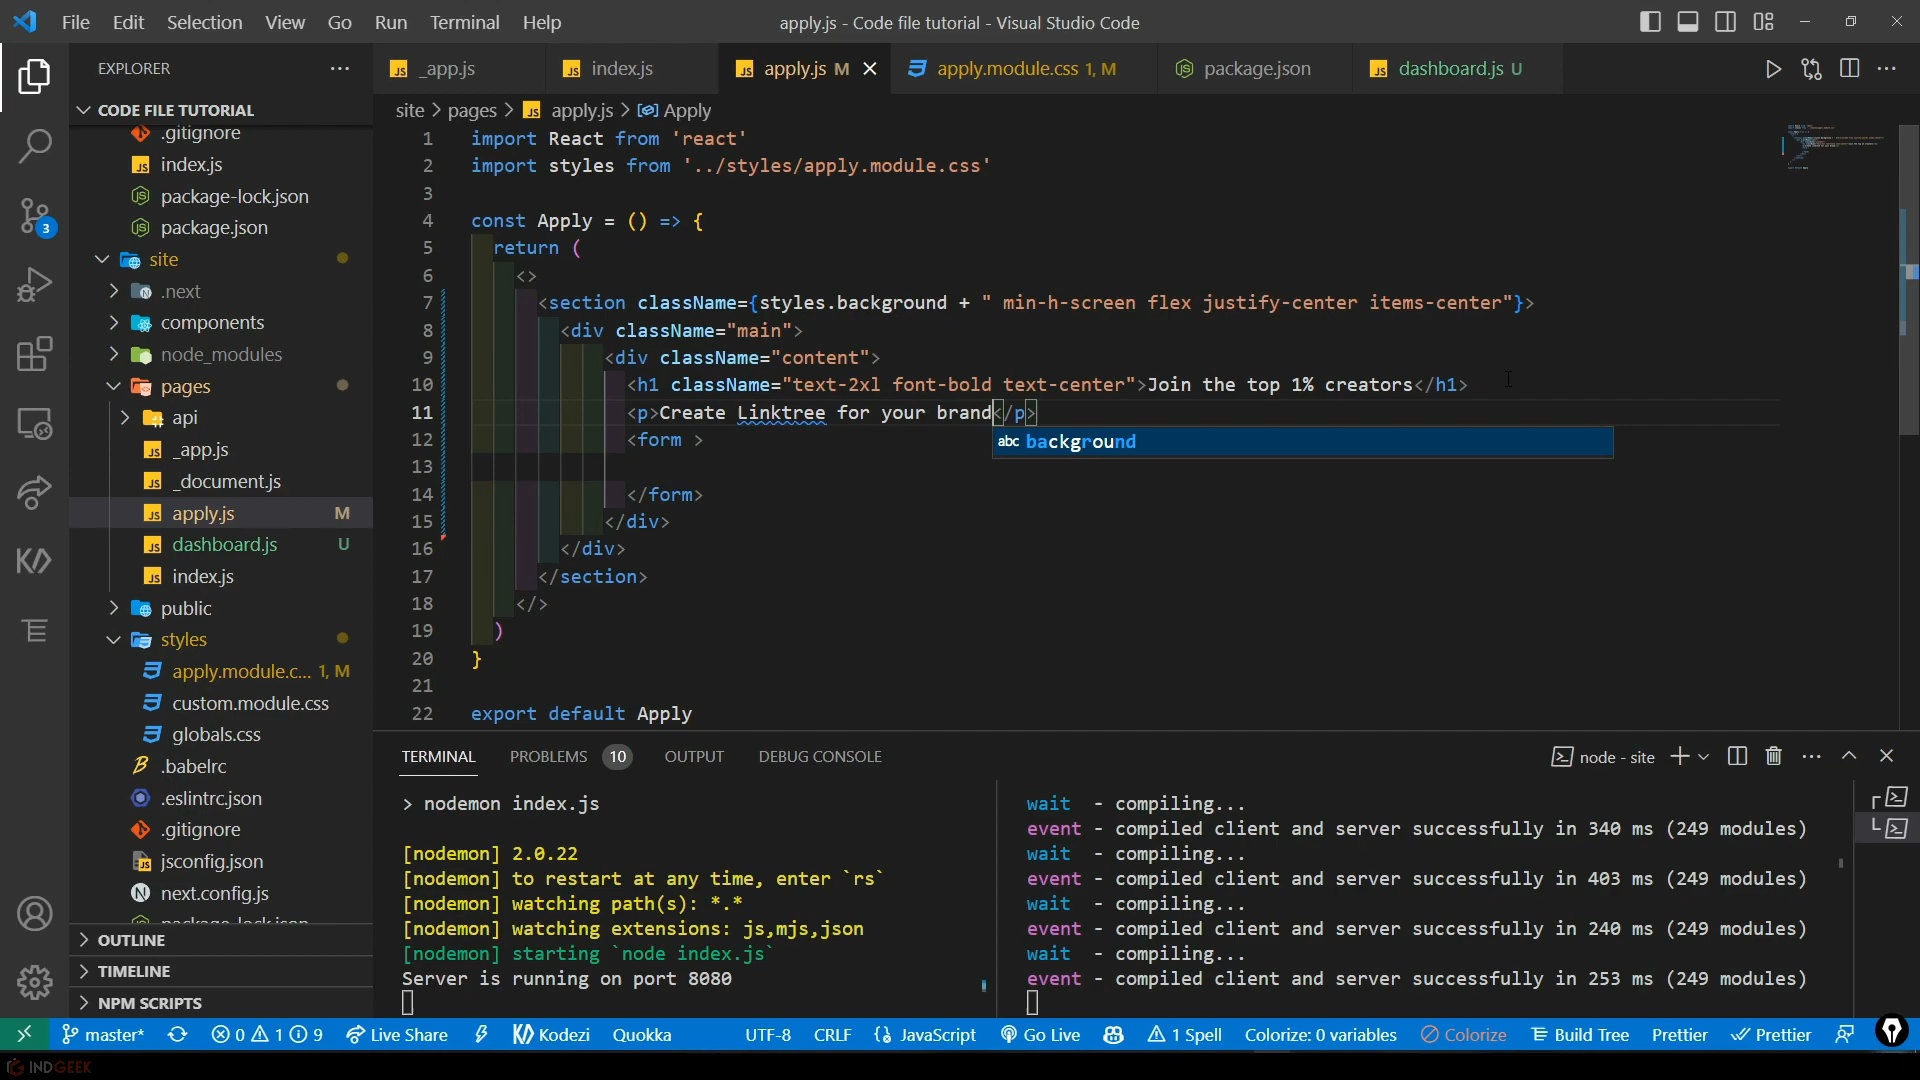 File Edit Selection View Go Run Terminal Help
apply.js - Code file tutorial - Visual Studio Code
EXPLORER
CODE FILE TUTORIAL
.gitignore
index.js
package-lock.json
package.json
site
.next
components
node_modules
pages
api
_app.js
_document.js
apply.js M
dashboard.js U
index.js
public
styles
apply.module.c... 1, M
custom.module.css
globals.css
.babelrc
.eslintrc.json
.gitignore
jsconfig.json
next.config.js
package-lock.json
OUTLINE
TIMELINE
NPM SCRIPTS
3
_app.js index.js apply.js M apply.module.css 1, M package.json dashboard.js U
site > pages > apply.js > Apply
1 import React from 'react'
2 import styles from '../styles/apply.module.css'
3
4 const Apply = () => {
5 return (
6 <>
7 <section className={styles.background + " min-h-screen flex justify-center items-center"}>
8 <div className="main">
9 <div className="content">
10 <h1 className="text-2xl font-bold text-center">Join the top 1% creators</h1>
11 <p>Create Linktree for your brand</p>
abc background
12 <form >
13
14 </form>
15 </div>
16 </div>
17 </section>
18 </>
19 )
20 }
21
22 export default Apply
TERMINAL PROBLEMS 10 OUTPUT DEBUG CONSOLE
node - site
> nodemon index.js
[nodemon] 2.0.22
[nodemon] to restart at any time, enter `rs`
[nodemon] watching path(s): *.*
[nodemon] watching extensions: js,mjs,json
[nodemon] starting `node index.js`
Server is running on port 8080
wait - compiling...
event - compiled client and server successfully in 340 ms (249 modules)
wait - compiling...
event - compiled client and server successfully in 403 ms (249 modules)
wait - compiling...
event - compiled client and server successfully in 240 ms (249 modules)
wait - compiling...
event - compiled client and server successfully in 253 ms (249 modules)
master* 0 1 9 Live Share Kodezi Quokka UTF-8 CRLF JavaScript Go Live 1 Spell Colorize: 0 variables Colorize Build Tree Prettier Prettier
INDGEEK